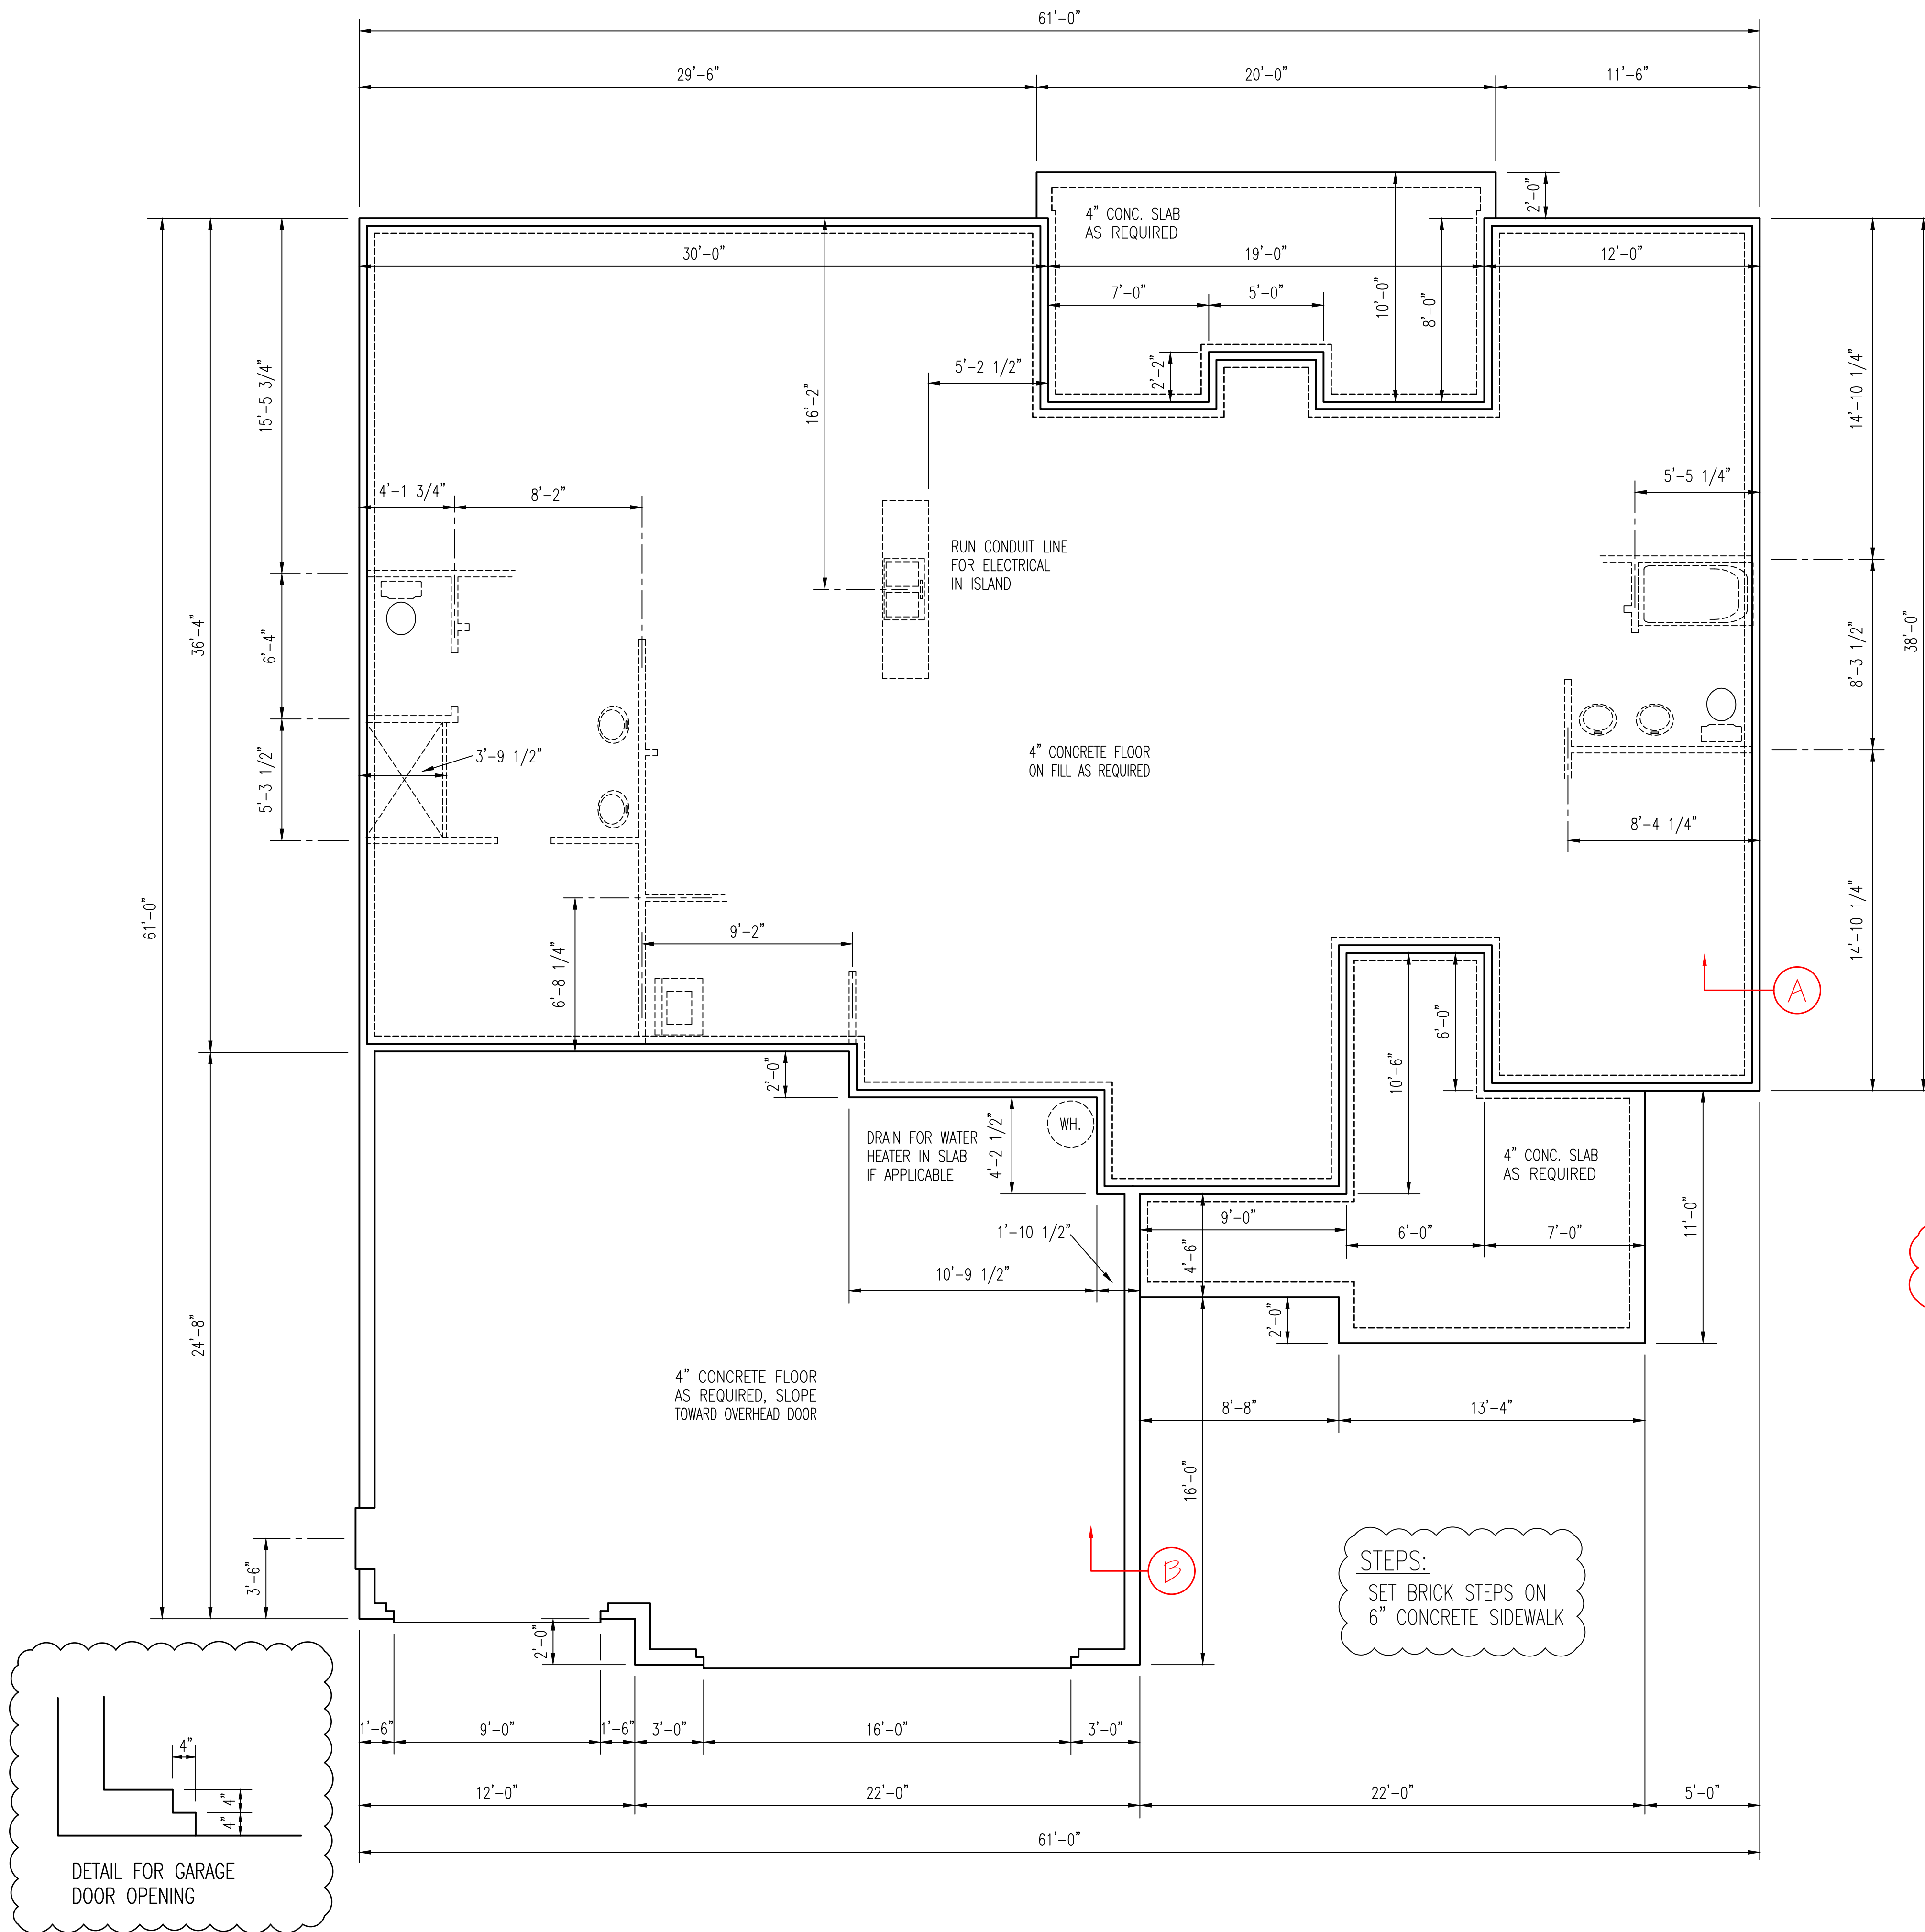 61'-0"
29'-6"
20'-0"
11'-6"
2'-0"
4" CONC. SLAB
AS REQUIRED
30'-0"
19'-0"
12'-0"
7'-0"
5'-0"
10'-0"
8'-0"
2'-2"
5'-2 1/2"
16'-2"
15'-5 3/4"
14'-10 1/4"
4'-1 3/4"
8'-2"
5'-5 1/4"
RUN CONDUIT LINE
FOR ELECTRICAL
IN ISLAND
36'-4"
6'-4"
8'-3 1/2"
38'-0"
3'-9 1/2"
5'-3 1/2"
4" CONCRETE FLOOR
ON FILL AS REQUIRED
8'-4 1/4"
61'-0"
9'-2"
6'-8 1/4"
14'-10 1/4"
A
6'-0"
10'-6"
2'-0"
WH.
DRAIN FOR WATER
HEATER IN SLAB
IF APPLICABLE
4'-2 1/2"
4" CONC. SLAB
AS REQUIRED
1'-10 1/2"
9'-0"
6'-0"
7'-0"
11'-0"
4'-6"
10'-9 1/2"
2'-0"
24'-8"
4" CONCRETE FLOOR
AS REQUIRED, SLOPE
TOWARD OVERHEAD DOOR
8'-8"
13'-4"
16'-0"
3'-6"
B
STEPS:
SET BRICK STEPS ON
6" CONCRETE SIDEWALK
2'-0"
1'-6"
9'-0"
1'-6"
3'-0"
16'-0"
3'-0"
12'-0"
22'-0"
22'-0"
5'-0"
61'-0"
4"
4"
4"
DETAIL FOR GARAGE
DOOR OPENING